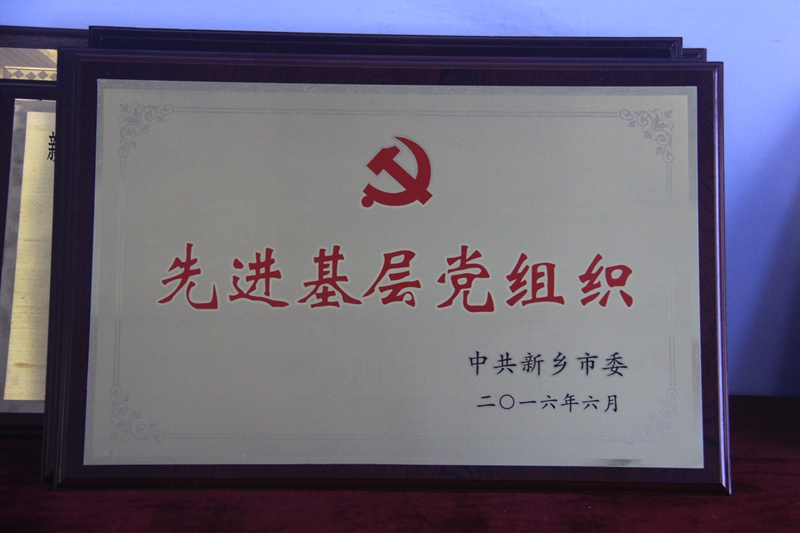 先进基层党组织
中共新乡市委
二〇一六年六月
新